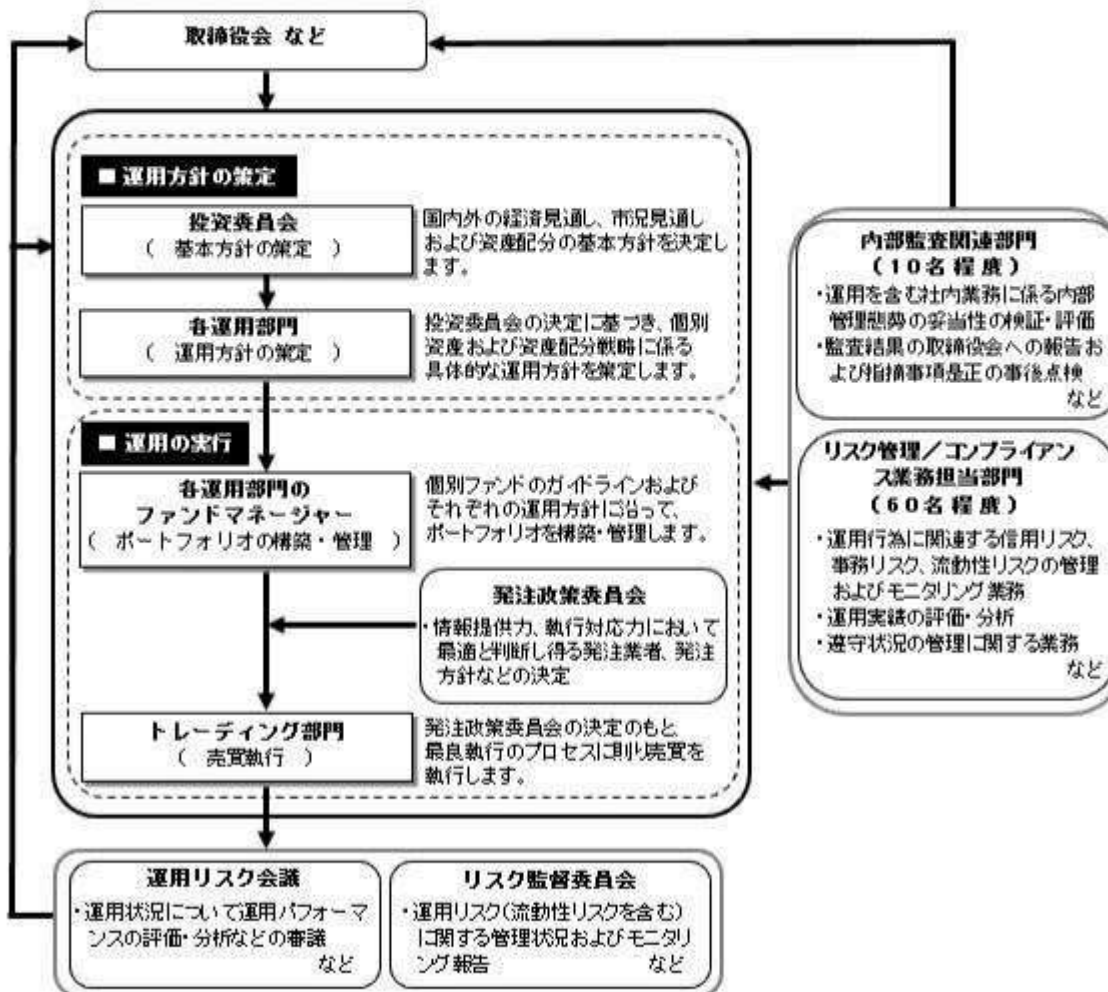 取締役会 など
■ 運用方針の策定
投資委員会
( 基本方針の策定 )
国内外の経済見通し、市況見通し
および資産配分の基本方針を決定し
ます。
各運用部門
( 運用方針の策定 )
投資委員会の決定に基づき、個別
資産および資産配分戦略に係る
具体的な運用方針を策定します。
■ 運用の実行
各運用部門の
ファンドマネージャー
( ポートフォリオの構築・管理 )
個別ファンドのガイドラインおよび
それぞれの運用方針に沿って、
ポートフォリオを構築・管理します。
発注政策委員会
・情報提供力、執行対応力において
最適と判断し得る発注業者、発注
方針などの決定
トレーディング部門
( 売買執行 )
発注政策委員会の決定のもと
最良執行のプロセスに則り売買を
執行します。
内部監査関連部門
(10名程度)
・運用を含む社内業務に係る内部
管理態勢の妥当性の検証・評価
・監査結果の取締役会への報告お
よび指摘事項是正の事後点検
など
リスク管理/コンプライアン
ス業務担当部門
(60名程度)
・運用行為に関連する信用リスク、
事務リスク、流動性リスクの管理
およびモニタリング業務
・運用実績の評価・分析
・遵守状況の管理に関する業務
など
運用リスク会議
・運用状況について運用パフォーマ
ンスの評価・分析などの審議
など
リスク監督委員会
・運用リスク(流動性リスクを含む)
に関する管理状況およびモニタリ
ング報告 など